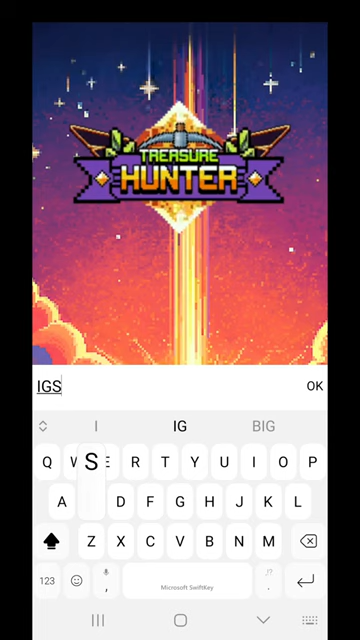 TREASURE
HUNTER
IGS
OK
I IG BIG
Q W E R T Y U I O P
A S D F G H J K L
Z X C V B N M
123 , Microsoft SwiftKey ,!? .